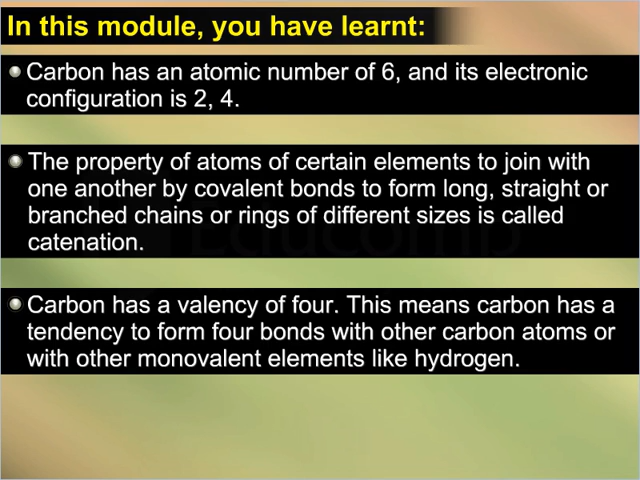 In this module, you have learnt:
Carbon has an atomic number of 6, and its electronic
configuration is 2, 4.
The property of atoms of certain elements to join with
one another by covalent bonds to form long, straight or
branched chains or rings of different sizes is called
catenation.
Educomp
Carbon has a valency of four. This means carbon has a
tendency to form four bonds with other carbon atoms or
with other monovalent elements like hydrogen.